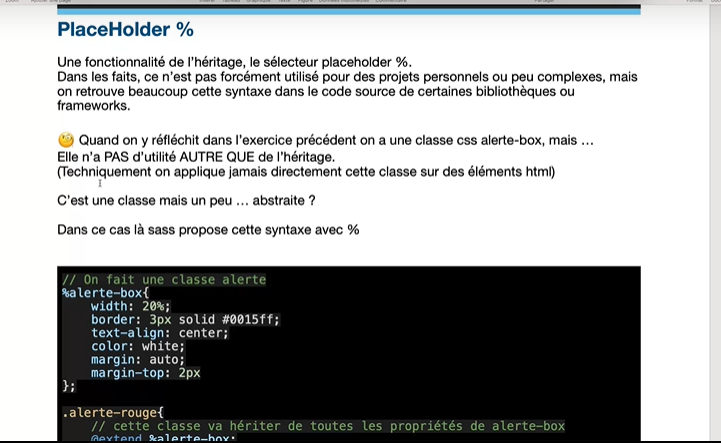 PlaceHolder %
Une fonctionnalité de l'héritage, le sélecteur placeholder %.
Dans les faits, ce n'est pas forcément utilisé pour des projets personnels ou peu complexes, mais
on retrouve beaucoup cette syntaxe dans le code source de certaines bibliothèques ou
frameworks.
🧐 Quand on y réfléchit dans l'exercice précédent on a une classe css alerte-box, mais ...
Elle n'a PAS d'utilité AUTRE QUE de l'héritage.
(Techniquement on applique jamais directement cette classe sur des éléments html)
C'est une classe mais un peu ... abstraite ?
Dans ce cas là sass propose cette syntaxe avec %
// On fait une classe alerte
%alerte-box{
width: 20%;
border: 3px solid #0015ff;
text-align: center;
color: white;
margin: auto;
margin-top: 2px
};
.alerte-rouge{
// cette classe va hériter de toutes les propriétés de alerte-box
@extend %alerte-box;